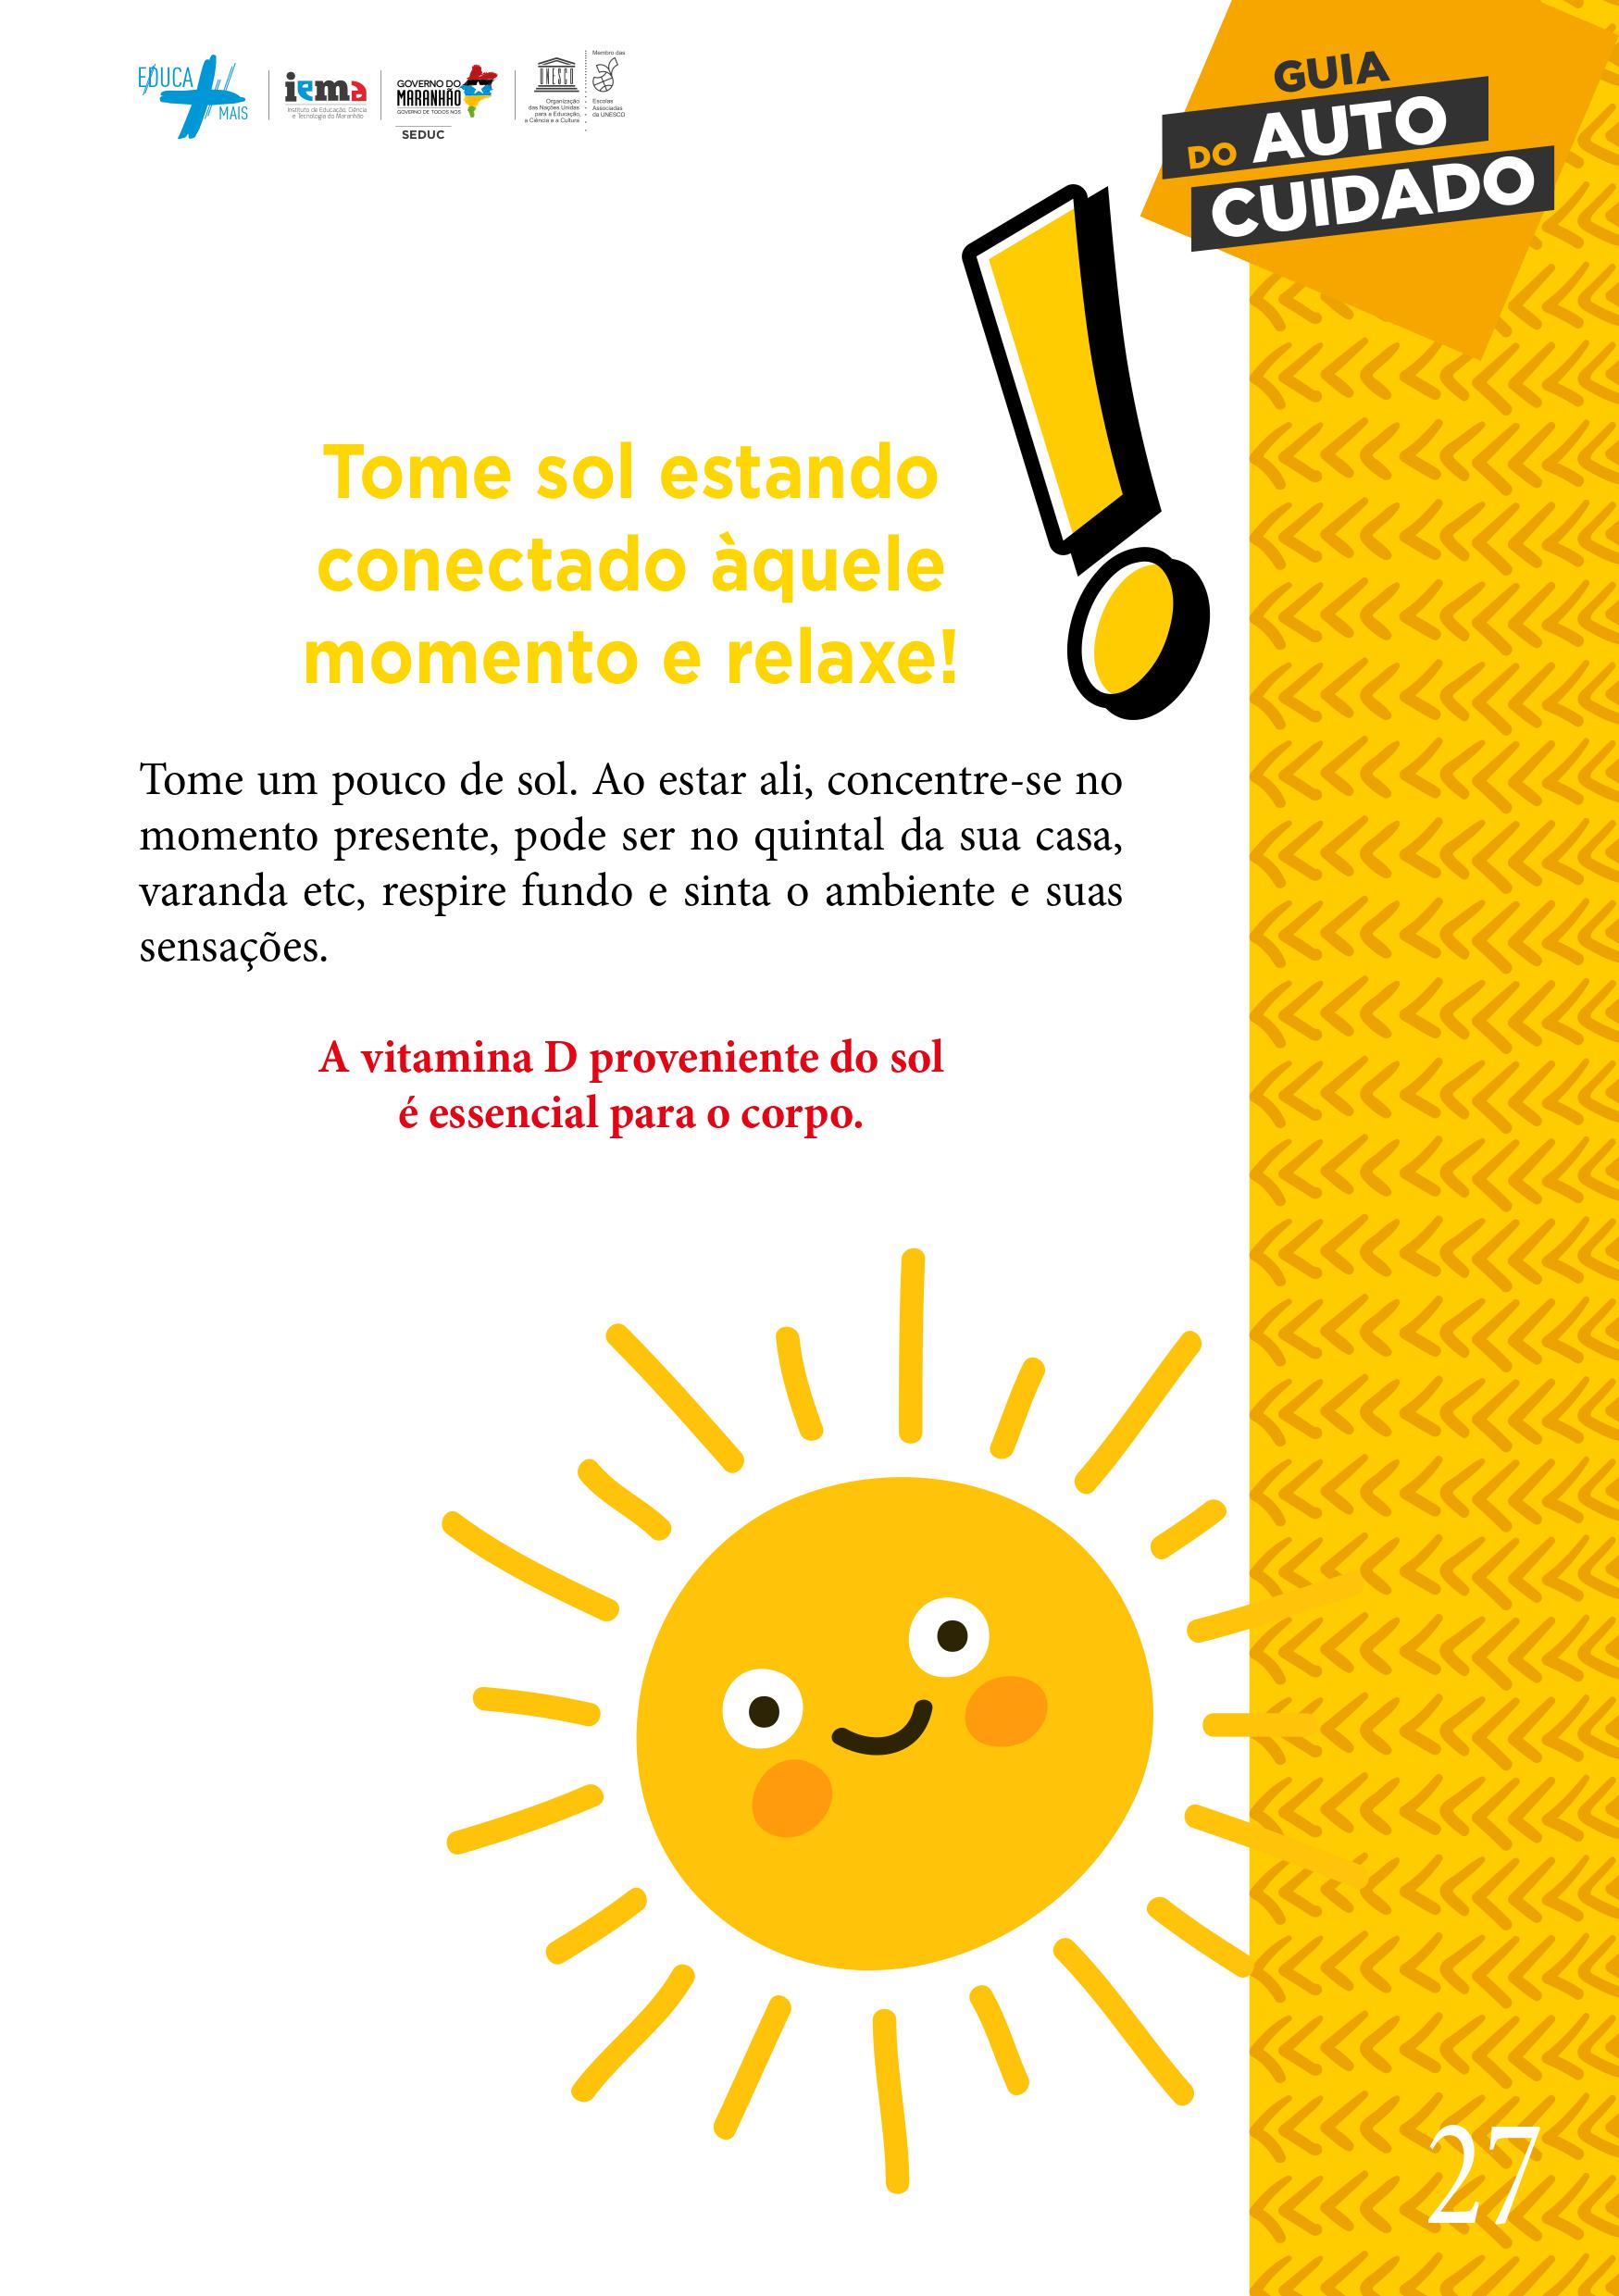 EDUCA
MAIS
iema
Instituto de Educação, Ciência
e Tecnologia do Maranhão
GOVERNO DO
MARANHÃO
GOVERNO DE TODOS NÓS
SEDUC
UNESCO
Organização
das Nações Unidas
para a Educação,
a Ciência e a Cultura
Membro das
Escolas
Associadas
da UNESCO
GUIA
DO AUTO
CUIDADO
Tome sol estando
conectado àquele
momento e relaxe!
Tome um pouco de sol. Ao estar ali, concentre-se no
momento presente, pode ser no quintal da sua casa,
varanda etc, respire fundo e sinta o ambiente e suas
sensações.
A vitamina D proveniente do sol
é essencial para o corpo.
27